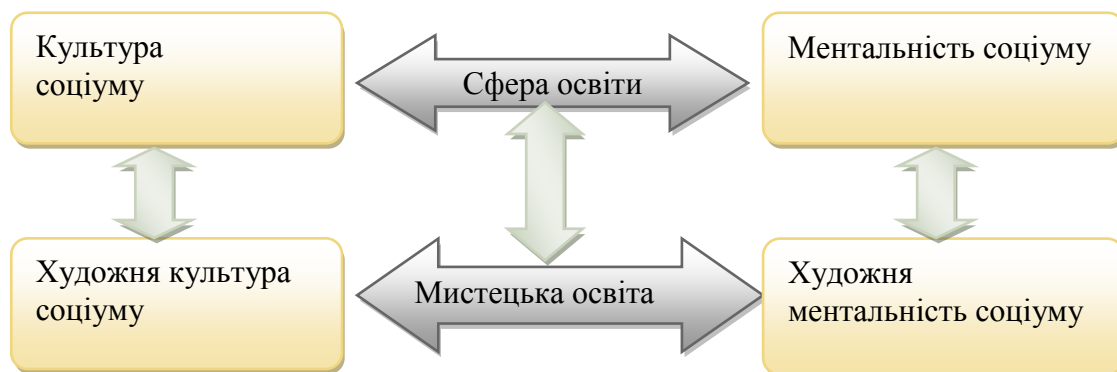 Культура
соціуму
Сфера освіти
Ментальність соціуму
Художня культура
соціуму
Мистецька освіта
Художня
ментальність соціуму